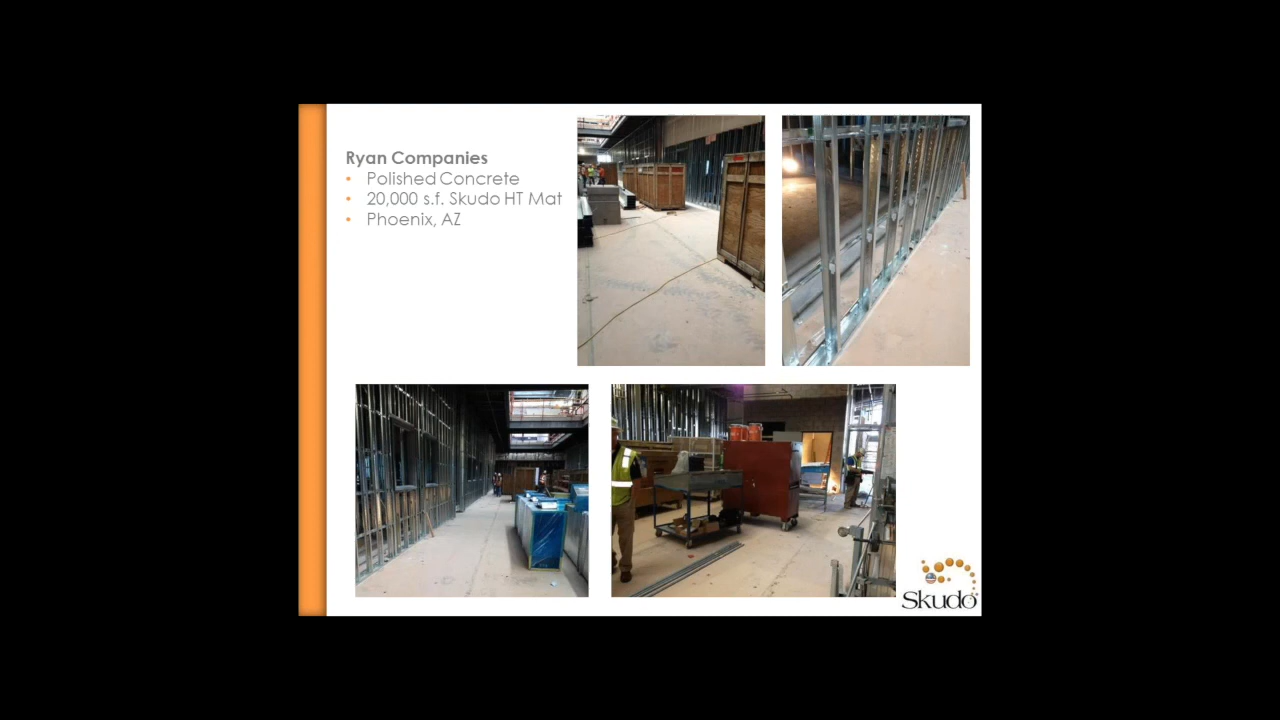 Ryan Companies
• Polished Concrete
• 20,000 s.f. Skudo HT Mat
• Phoenix, AZ
Skudo